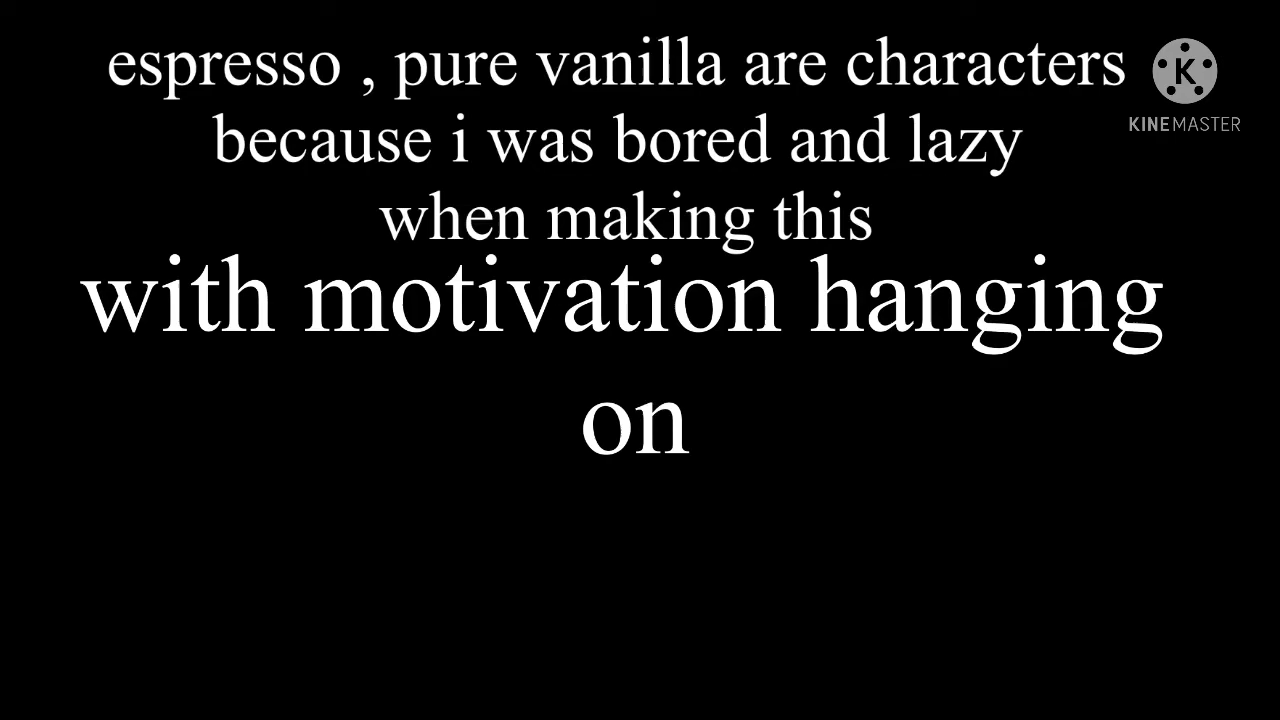 espresso , pure vanilla are characters
because i was bored and lazy
when making this
with motivation hanging
on
K
KINEMASTER